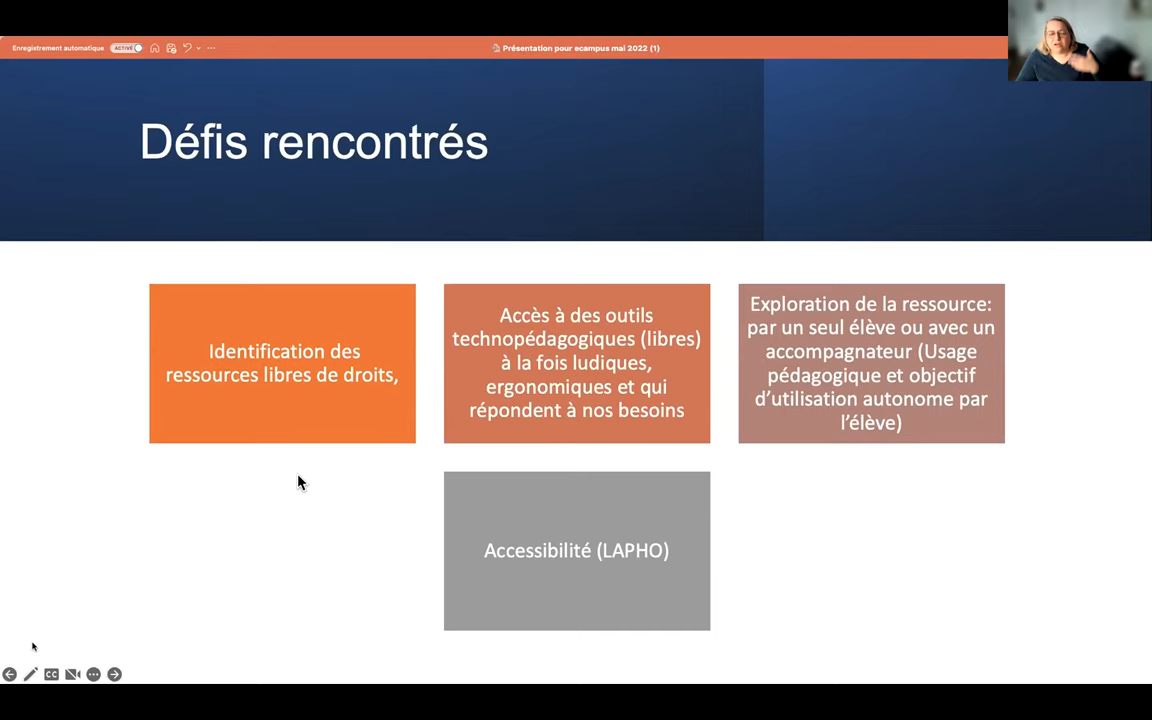 Enregistrement automatique
ACTIVÉ
Présentation pour ecampus mai 2022 (1)
Défis rencontrés
Identification des
ressources libres de droits,
Accès à des outils
technopédagogiques (libres)
à la fois ludiques,
ergonomiques et qui
répondent à nos besoins
Exploration de la ressource:
par un seul élève ou avec un
accompagnateur (Usage
pédagogique et objectif
d'utilisation autonome par
l'élève)
Accessibilité (LAPHO)
CC